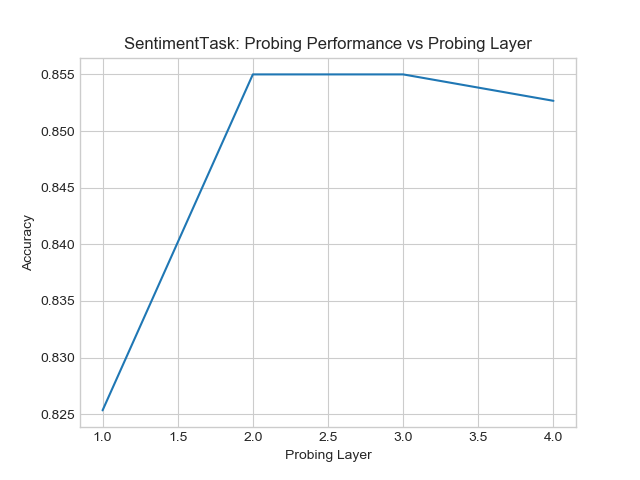 SentimentTask: Probing Performance vs Probing Layer
0.855
0.850
0.845
0.840
0.835
0.830
0.825
Accuracy
1.0 1.5 2.0 2.5 3.0 3.5 4.0
Probing Layer